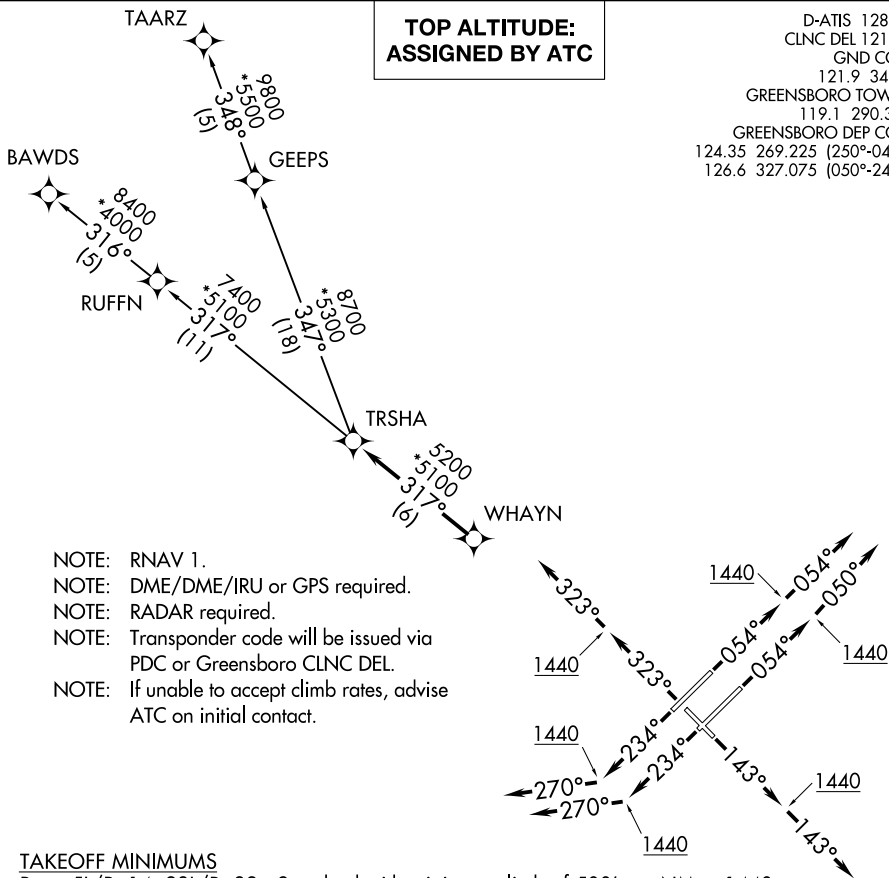 TAARZ
TOP ALTITUDE:
ASSIGNED BY ATC
D-ATIS 128
CLNC DEL 121
GND CO
121.9 34
GREENSBORO TOW
119.1 290.3
GREENSBORO DEP CO
124.35 269.225 (250°-04
126.6 327.075 (050°-24
9800
*5500
348°
(5)
GEEPS
BAWDS
8400
*4000
316°
(5)
RUFFN
7400
*5100
317°
(11)
8700
*5300
347°
(18)
TRSHA
5200
*5100
317°
(6)
WHAYN
NOTE: RNAV 1.
NOTE: DME/DME/IRU or GPS required.
NOTE: RADAR required.
NOTE: Transponder code will be issued via
PDC or Greensboro CLNC DEL.
NOTE: If unable to accept climb rates, advise
ATC on initial contact.
323°
1440
323°
1440
054°
054°
050°
054°
1440
1440
234°
270°
234°
270°
1440
143°
1440
143°
TAKEOFF MINIMUMS